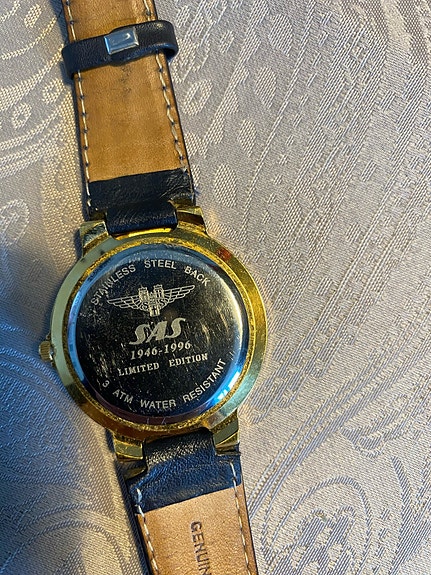 STAINLESS STEEL BACK
SAS
1946-1996
LIMITED EDITION
3 ATM WATER RESISTANT
GENUIN